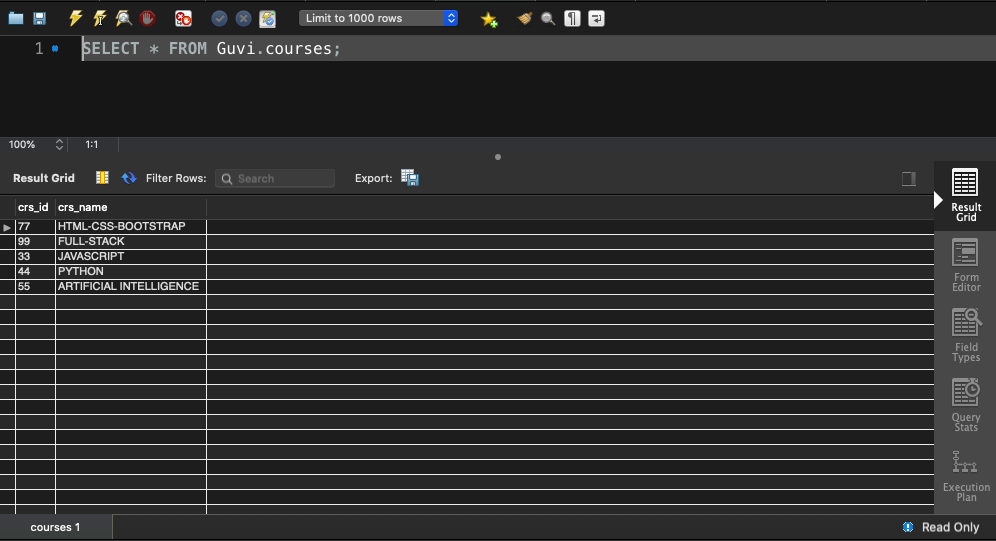 Limit to 1000 rows
1 SELECT * FROM Guvi.courses;
100% 1:1
Result Grid Filter Rows: Search Export:
crs_id crs_name
77 HTML-CSS-BOOTSTRAP
99 FULL-STACK
33 JAVASCRIPT
44 PYTHON
55 ARTIFICIAL INTELLIGENCE
Result
Grid
Form
Editor
Field
Types
Query
Stats
Execution
Plan
courses 1 Read Only